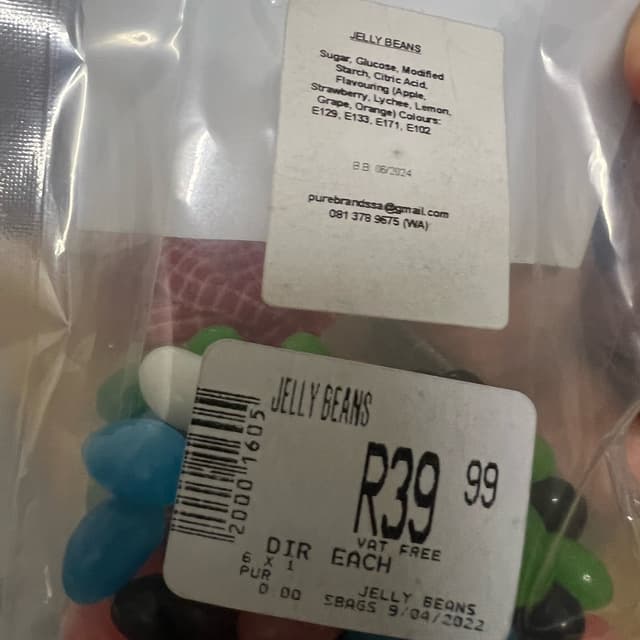 JELLY BEANS
Sugar, Glucose, Modified
Starch, Citric Acid,
Flavouring (Apple,
Strawberry, Lychee, Lemon,
Grape, Orange) Colours:
E129, E133, E171, E102
B.B 06/2024
purebrandssa@gmail.com
081 379 9675 (WA)
JELLY BEANS
2000 1605
R39 99
VAT FREE
DIR EACH
6 X 1
PUR
0 00
JELLY BEANS
SBAGS 9/04/2022